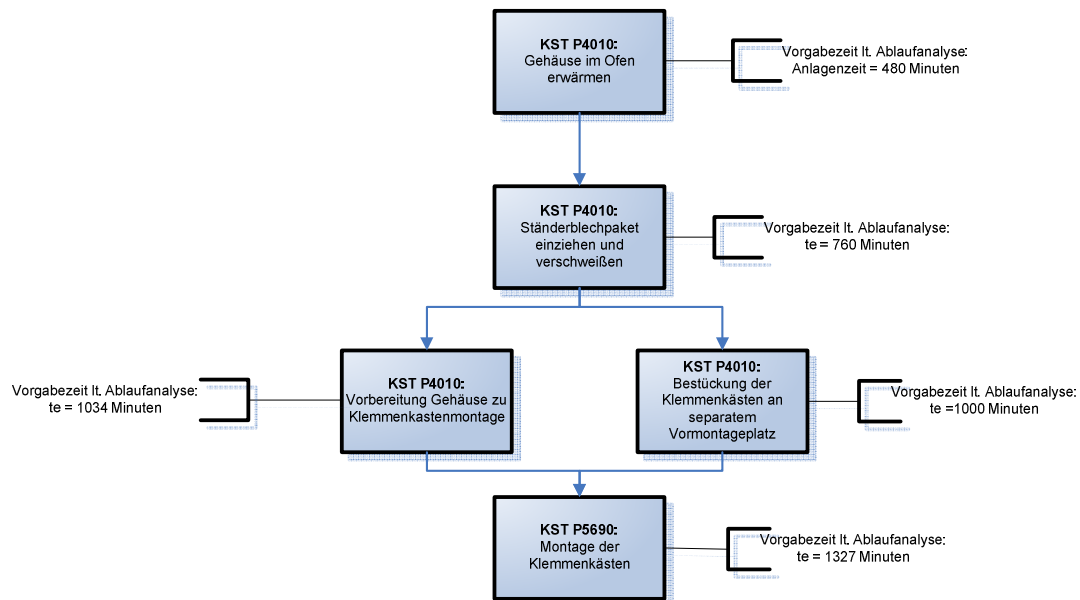 KST P4010:
Gehäuse im Ofen
erwärmen
Vorgabezeit lt. Ablaufanalyse:
Anlagenzeit = 480 Minuten
KST P4010:
Ständerblechpaket
einziehen und
verschweißen
Vorgabezeit lt. Ablaufanalyse:
te = 760 Minuten
Vorgabezeit lt. Ablaufanalyse:
te = 1034 Minuten
KST P4010:
Vorbereitung Gehäuse zu
Klemmenkastenmontage
KST P4010:
Bestückung der
Klemmenkästen an
separatem
Vormontageplatz
Vorgabezeit lt. Ablaufanalyse:
te =1000 Minuten
KST P5690:
Montage der
Klemmenkästen
Vorgabezeit lt. Ablaufanalyse:
te = 1327 Minuten